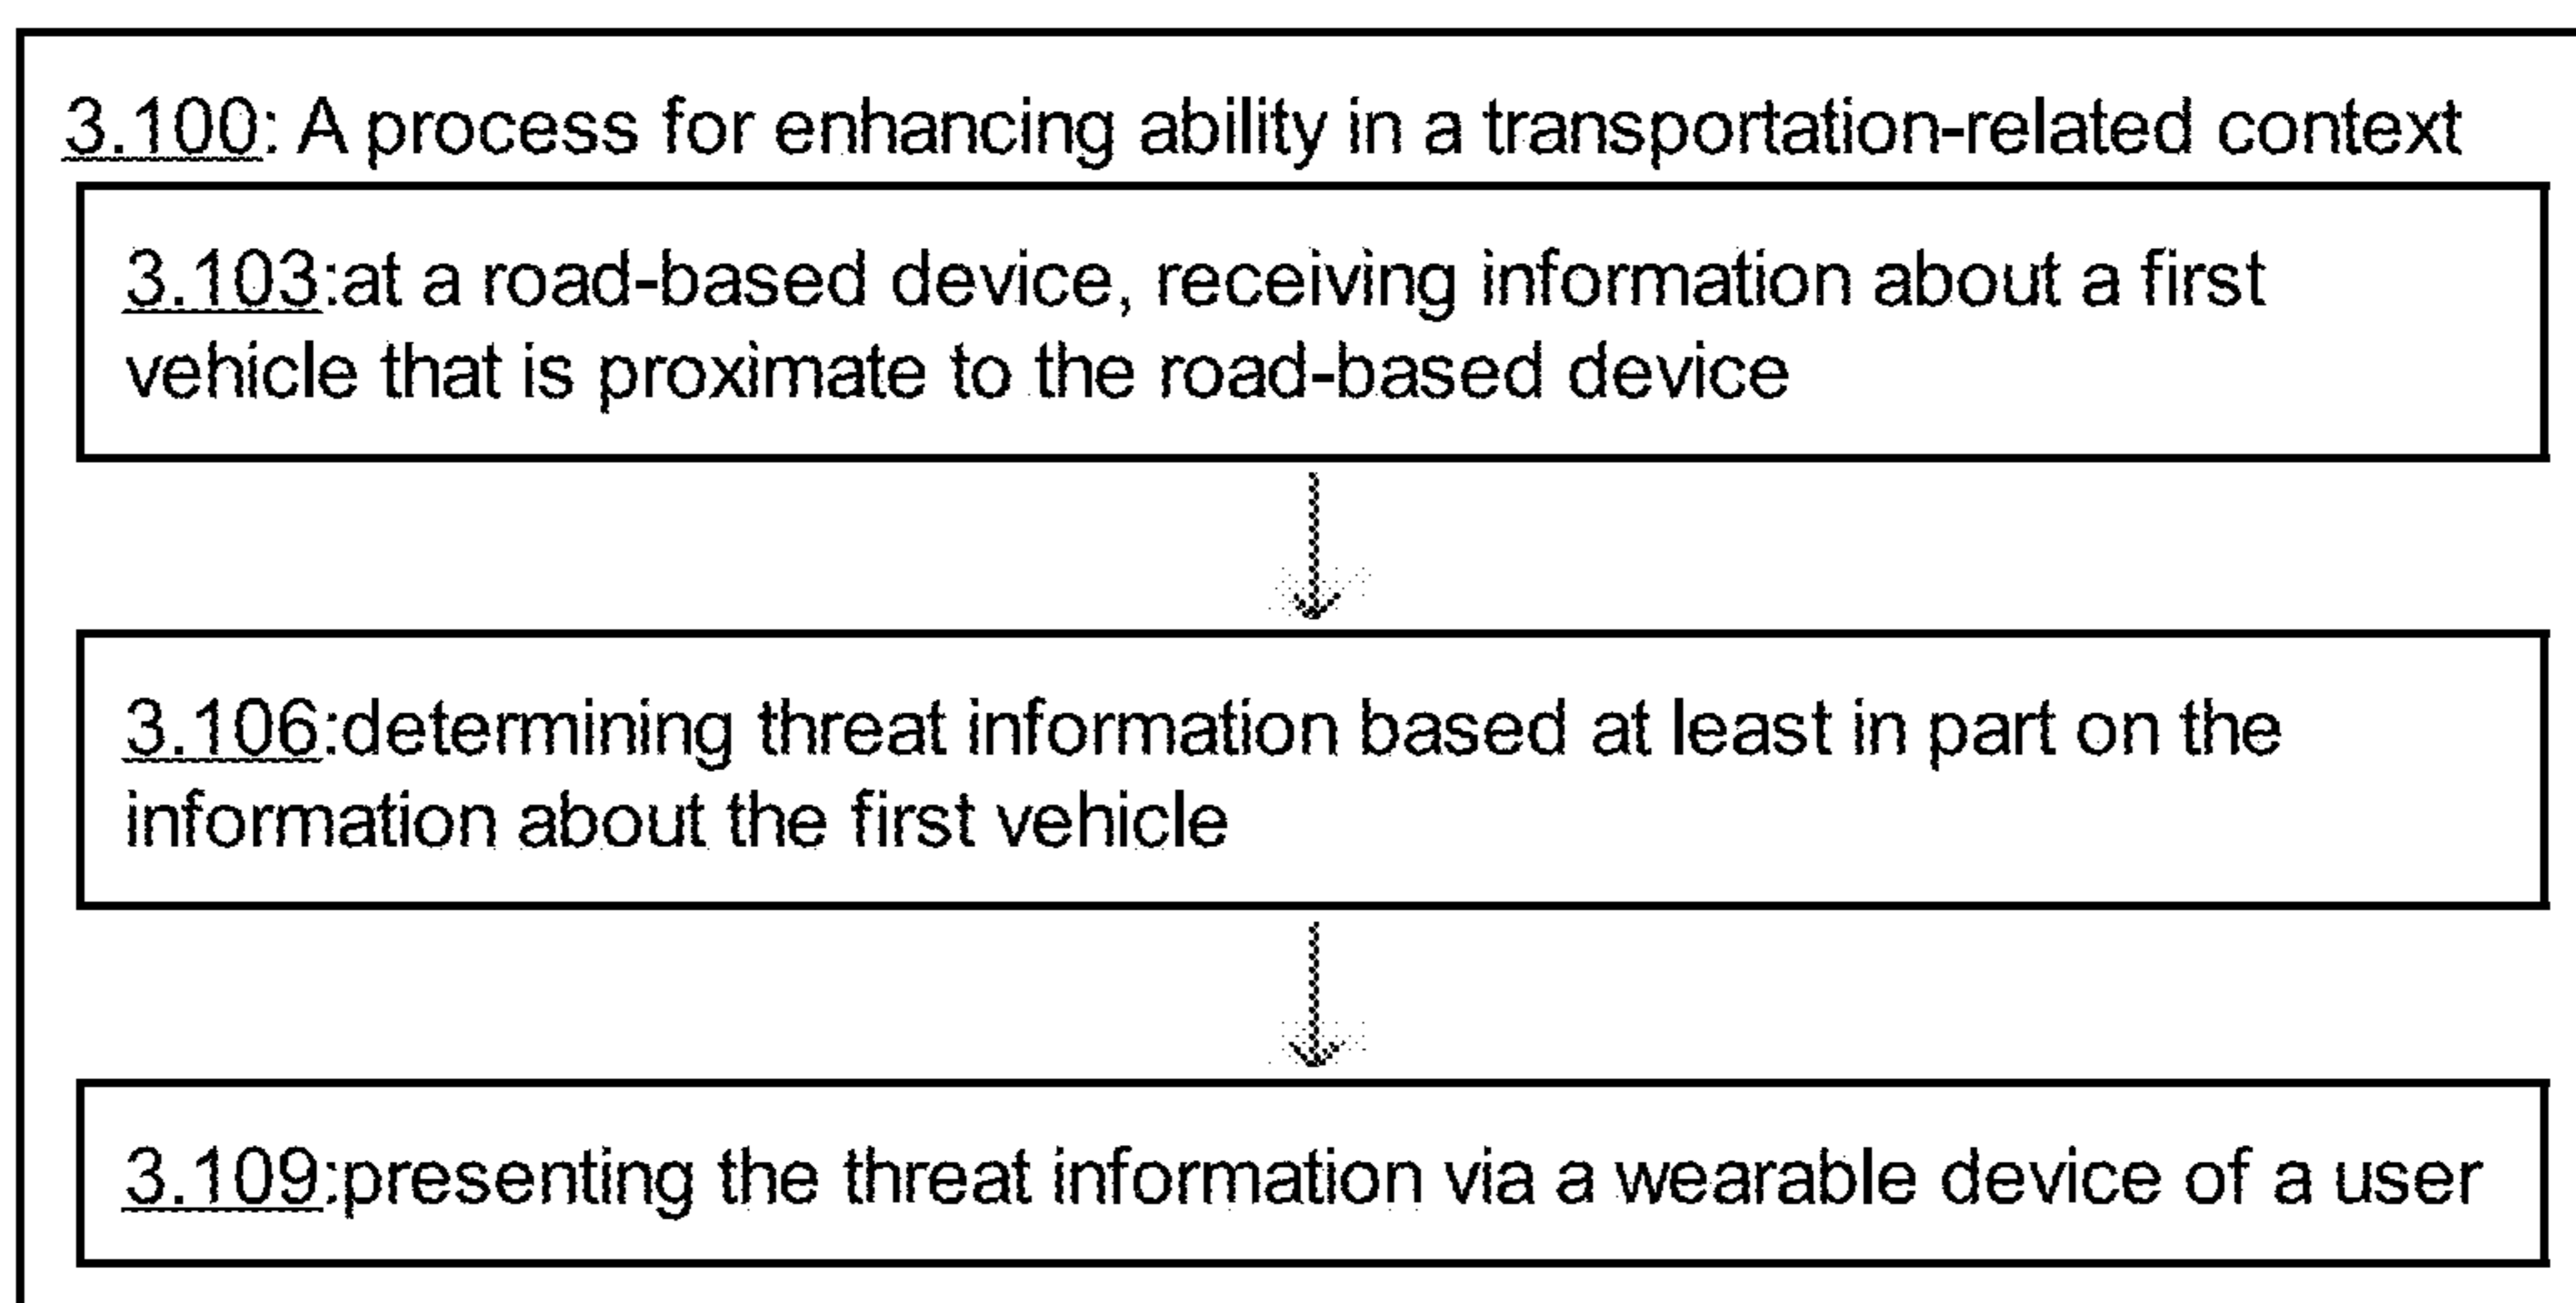 3.100: A process for enhancing ability in a transportation-related context
3.103:at a road-based device, receiving information about a first
vehicle that is proximate to the road-based device
3.106:determining threat information based at least in part on the
information about the first vehicle
3.109:presenting the threat information via a wearable device of a user